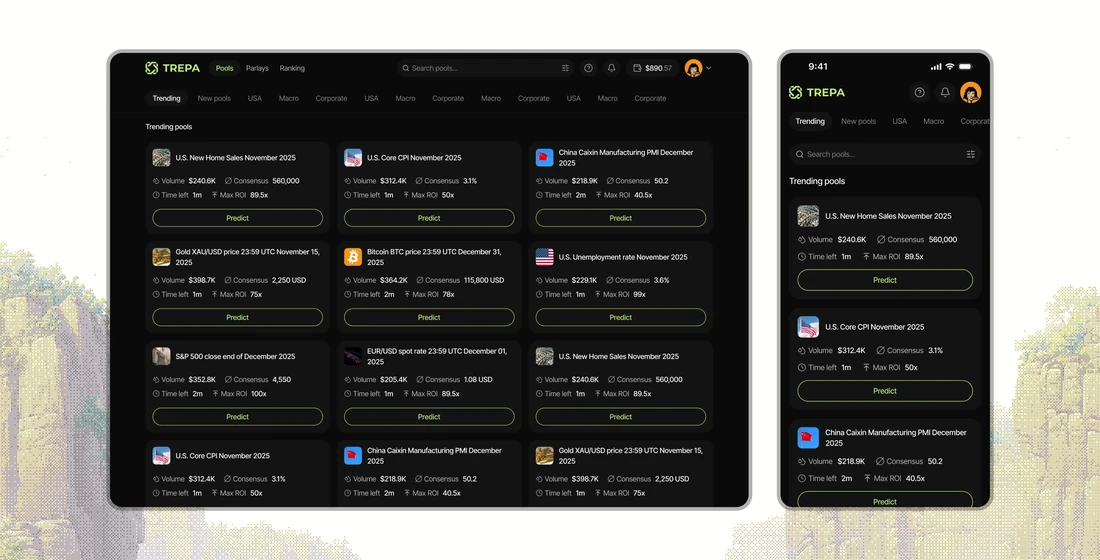 TREPA Pools Parlays Ranking Search pools... $890.57
Trending New pools USA Macro Corporate USA Macro Corporate Macro Corporate USA Macro Corporate
Trending pools
U.S. New Home Sales November 2025
Volume $240.6K Consensus 560,000
Time left 1m Max ROI 89.5x
Predict
U.S. Core CPI November 2025
Volume $312.4K Consensus 3.1%
Time left 1m Max ROI 50x
Predict
China Caixin Manufacturing PMI December
2025
Volume $218.9K Consensus 50.2
Time left 2m Max ROI 40.5x
Predict
Gold XAU/USD price 23:59 UTC November 15,
2025
Volume $398.7K Consensus 2,250 USD
Time left 1m Max ROI 75x
Predict
Bitcoin BTC price 23:59 UTC December 31,
2025
Volume $364.2K Consensus 115,800 USD
Time left 2m Max ROI 78x
Predict
U.S. Unemployment rate November 2025
Volume $229.1K Consensus 3.6%
Time left 1m Max ROI 99x
Predict
S&P 500 close end of December 2025
Volume $352.8K Consensus 4,550
Time left 2m Max ROI 100x
Predict
EUR/USD spot rate 23:59 UTC December 01,
2025
Volume $205.4K Consensus 1.08 USD
Time left 1m Max ROI 89.5x
Predict
U.S. New Home Sales November 2025
Volume $240.6K Consensus 560,000
Time left 1m Max ROI 89.5x
Predict
U.S. Core CPI November 2025
Volume $312.4K Consensus 3.1%
Time left 1m Max ROI 50x
China Caixin Manufacturing PMI December
2025
Volume $218.9K Consensus 50.2
Time left 2m Max ROI 40.5x
Gold XAU/USD price 23:59 UTC November 15,
2025
Volume $398.7K Consensus 2,250 USD
Time left 1m Max ROI 75x
9:41
TREPA
Trending New pools USA Macro Corporat
Search pools...
Trending pools
U.S. New Home Sales November 2025
Volume $240.6K Consensus 560,000
Time left 1m Max ROI 89.5x
Predict
U.S. Core CPI November 2025
Volume $312.4K Consensus 3.1%
Time left 1m Max ROI 50x
Predict
China Caixin Manufacturing PMI December
2025
Volume $218.9K Consensus 50.2
Time left 2m Max ROI 40.5x
Predict